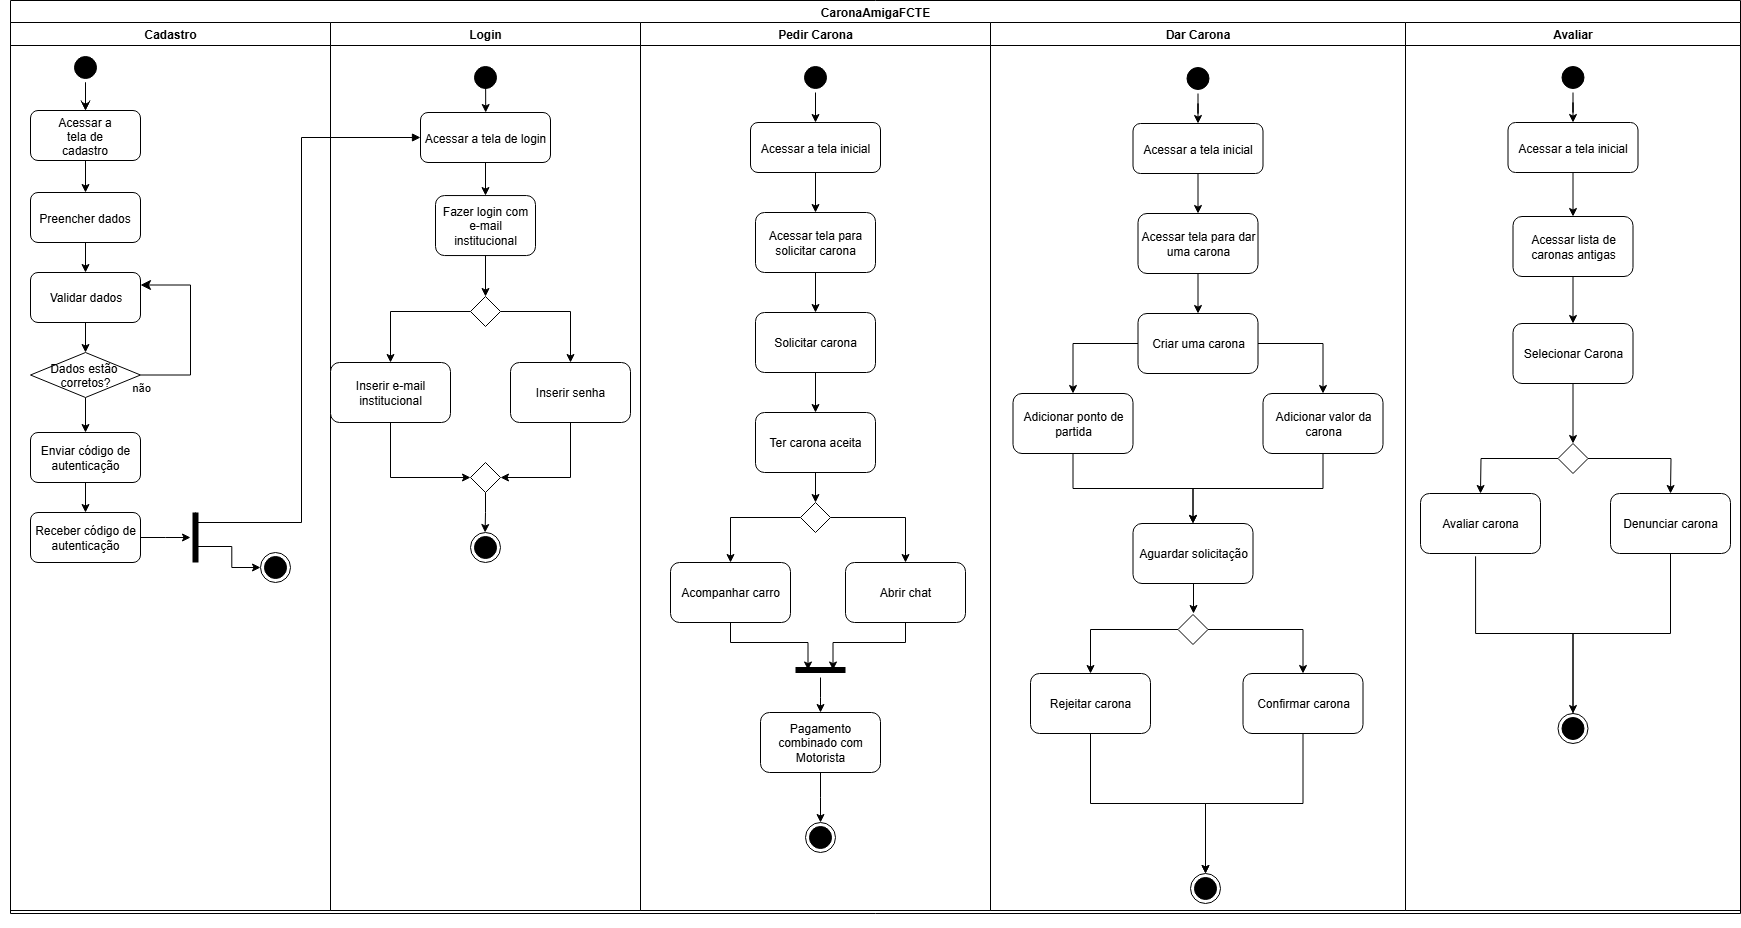 CaronaAmigaFCTE
Cadastro
Login
Pedir Carona
Dar Carona
Avaliar
Acessar a
tela de
cadastro
Preencher dados
Validar dados
Dados estão
corretos?
não
Enviar código de
autenticação
Receber código de
autenticação
Acessar a tela de login
Fazer login com
e-mail
institucional
Inserir e-mail
institucional
Inserir senha
Acessar a tela inicial
Acessar tela para
solicitar carona
Solicitar carona
Ter carona aceita
Acompanhar carro
Abrir chat
Pagamento
combinado com
Motorista
Acessar a tela inicial
Acessar tela para dar
uma carona
Criar uma carona
Adicionar ponto de
partida
Adicionar valor da
carona
Aguardar solicitação
Rejeitar carona
Confirmar carona
Acessar a tela inicial
Acessar lista de
caronas antigas
Selecionar Carona
Avaliar carona
Denunciar carona